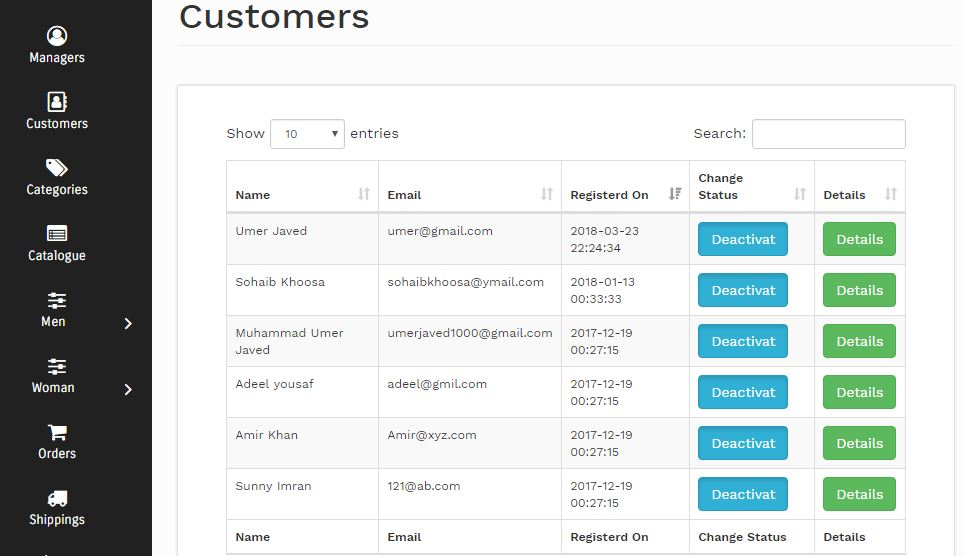 Customers
Managers
Customers
Categories
Catalogue
Men
Woman
Orders
Shippings
Show 10 entries
Search:
Name Email Registerd On Change Status Details
Umer Javed umer@gmail.com 2018-03-23 22:24:34 Deactivat Details
Sohaib Khoosa sohaibkhoosa@ymail.com 2018-01-13 00:33:33 Deactivat Details
Muhammad Umer Javed umerjaved1000@gmail.com 2017-12-19 00:27:15 Deactivat Details
Adeel yousaf adeel@gmil.com 2017-12-19 00:27:15 Deactivat Details
Amir Khan Amir@xyz.com 2017-12-19 00:27:15 Deactivat Details
Sunny Imran 121@ab.com 2017-12-19 00:27:15 Deactivat Details
Name Email Registerd On Change Status Details